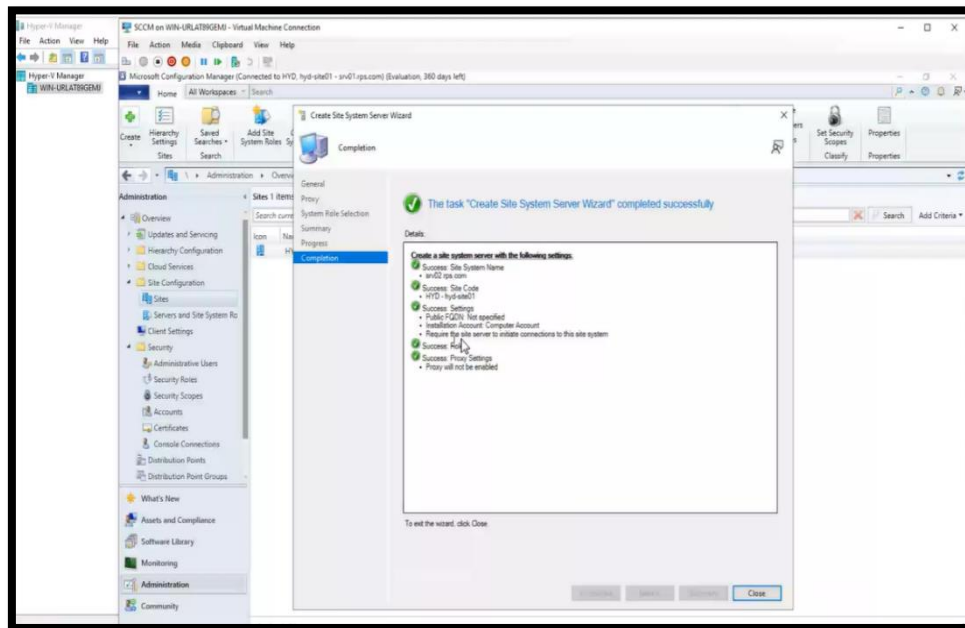 Hyper-V Manager
File Action View Help
Hyper-V Manager
WIN-URLAT89GEMJ
SCCM on WIN-URLAT89GEMJ - Virtual Machine Connection
File Action Media Clipboard View Help
Microsoft Configuration Manager (Connected to HYD, hyd-site01 - srv01.rps.com) (Evaluation, 360 days left)
Home All Workspaces Search
Create
Hierarchy Settings
Saved Searches
Add Site System Roles
Set Security Scopes
Properties
Sites Search Classify Properties
\ Administration Overvi
Administration
Overview
Updates and Servicing
Hierarchy Configuration
Cloud Services
Site Configuration
Sites
Servers and Site System Ro
Client Settings
Security
Administrative Users
Security Roles
Security Scopes
Accounts
Certificates
Console Connections
Distribution Points
Distribution Point Groups
What's New
Assets and Compliance
Software Library
Monitoring
Administration
Community
Sites 1 items
Search curre
Search Add Criteria
Icon Na
HY
Create Site System Server Wizard
Completion
General
Proxy
System Role Selection
Summary
Progress
Completion
The task "Create Site System Server Wizard" completed successfully
Details:
Create a site system server with the following settings.
Success: Site System Name
• srv02.rps.com
Success: Site Code
• HYD - hyd-site01
Success: Settings
• Public FQDN: Not specified
• Installation Account: Computer Account
• Require the site server to initiate connections to this site system
Success:
Success: Proxy Settings
• Proxy will not be enabled
To exit the wizard, click Close.
Close